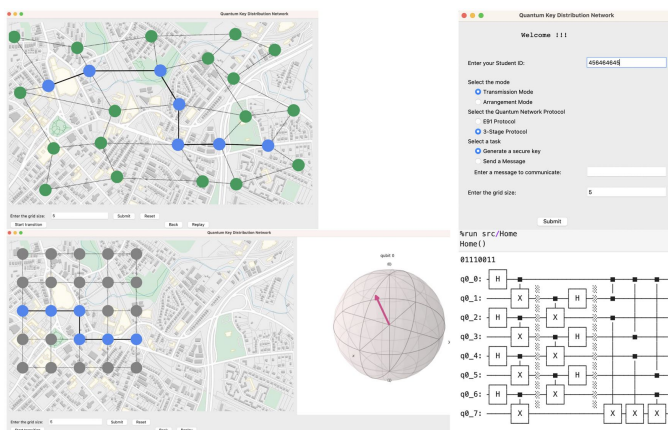 Quantum Key Distribution Network
Enter the grid size: 5 Submit Reset
Start transition Back Replay
Quantum Key Distribution Network
Welcome !!!
Enter your Student ID: 456464645
Select the mode
Transmission Mode
Arrangement Mode
Select the Quantum Network Protocol
E91 Protocol
3-Stage Protocol
Select a task
Generate a secure key
Send a Message
Enter a message to communicate:
Enter the grid size: 5
Submit
Quantum Key Distribution Network
qubit 0
Enter the grid size: 5 Submit Reset
%run src/Home
Home()
01110011
q0_0: H
q0_1: X H
q0_2: H X
q0_3: X H
q0_4: H X
q0_5: X H
q0_6: H X
q0_7: X X X X